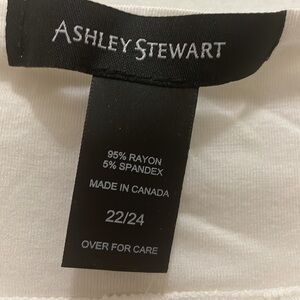 ASHLEY STEWART
95% RAYON
5% SPANDEX
MADE IN CANADA
22/24
OVER FOR CARE